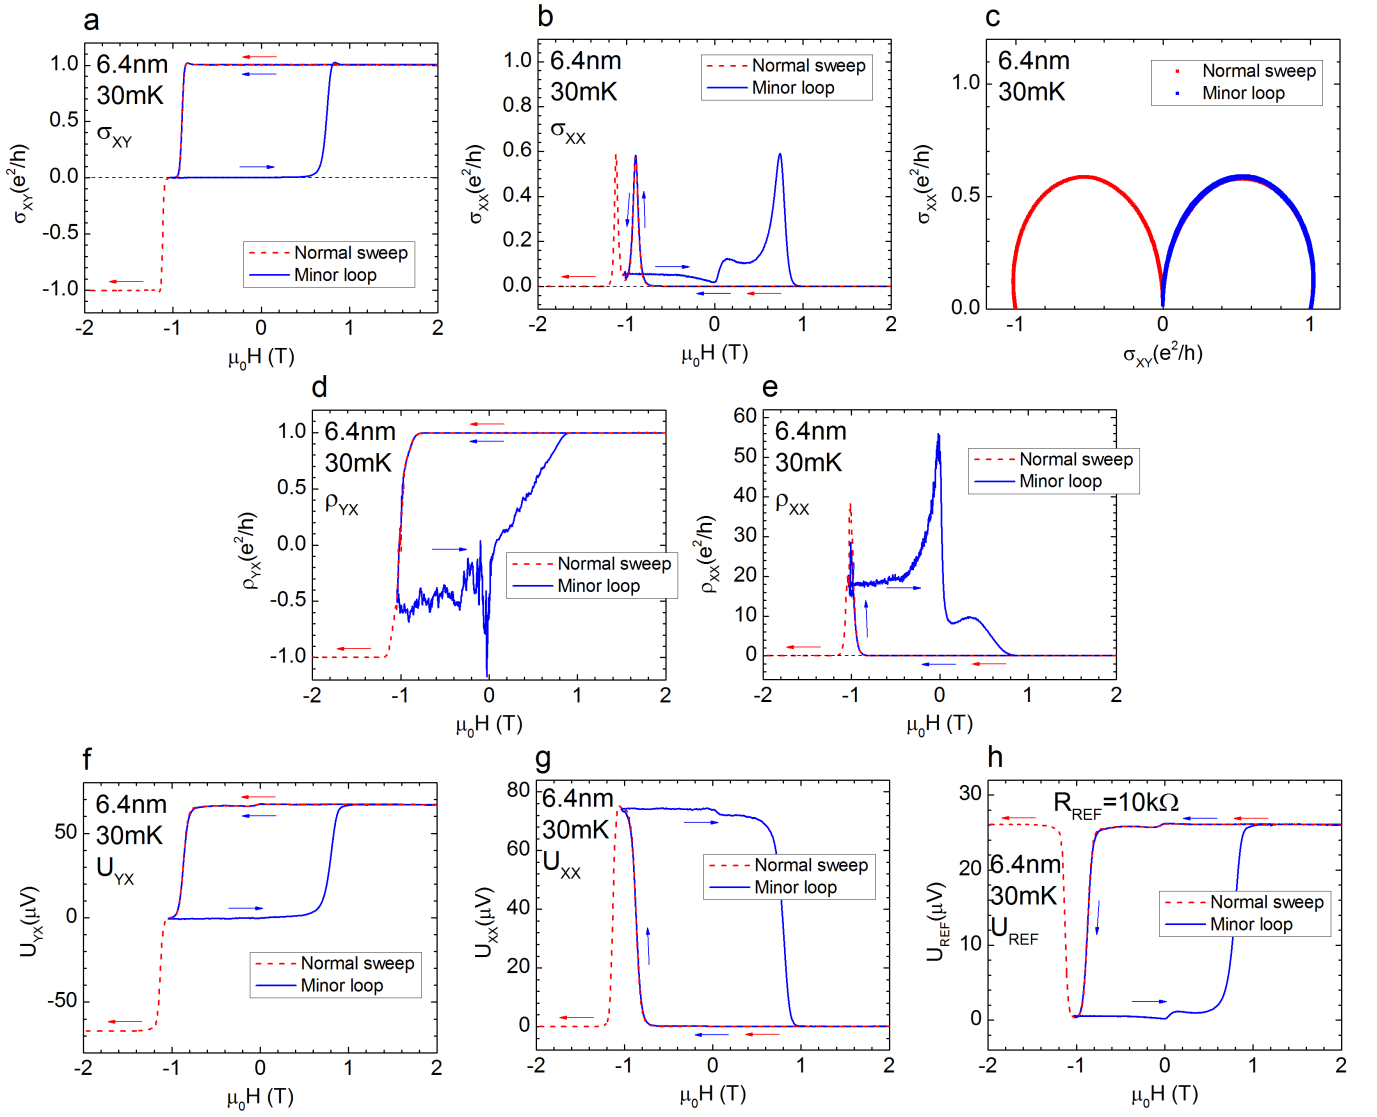 a
6.4nm
30mK
σXY
Normal sweep
Minor loop
1.0
0.5
0.0
-0.5
-1.0
σXY(e²/h)
-2 -1 0 1 2
μ0H (T)
b
6.4nm
30mK
σXX
Normal sweep
Minor loop
1.0
0.8
0.6
0.4
0.2
0.0
σXX(e²/h)
-2 -1 0 1 2
μ0H (T)
c
6.4nm
30mK
Normal sweep
Minor loop
1.0
0.5
0.0
σXX(e²/h)
-1 0 1
σXY(e²/h)
d
6.4nm
30mK
ρYX
Normal sweep
Minor loop
1.0
0.5
0.0
-0.5
-1.0
ρYX(e²/h)
-2 -1 0 1 2
μ0H (T)
e
6.4nm
30mK
ρXX
Normal sweep
Minor loop
60
50
40
30
20
10
0
ρXX(e²/h)
-2 -1 0 1 2
μ0H (T)
f
6.4nm
30mK
UYX
Normal sweep
Minor loop
50
0
-50
UYX(μV)
-2 -1 0 1 2
μ0H (T)
g
6.4nm
30mK
UXX
Normal sweep
Minor loop
80
60
40
20
0
UXX(μV)
-2 -1 0 1 2
μ0H (T)
h
RREF=10kΩ
6.4nm
30mK
UREF
Normal sweep
Minor loop
30
20
10
0
UREF(μV)
-2 -1 0 1 2
μ0H (T)